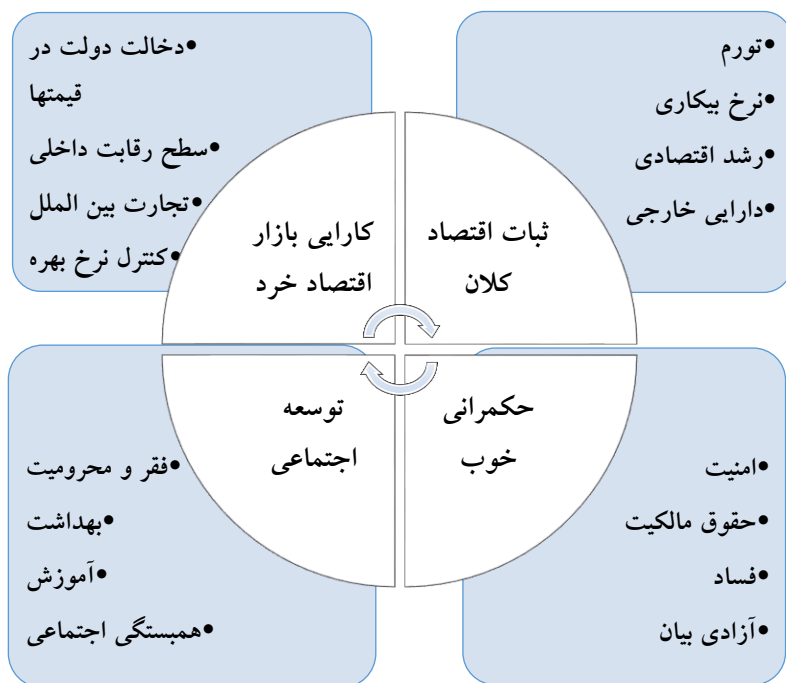 •تورم
•نرخ بیکاری
•رشد اقتصادی
•دارایی خارجی
ثبات اقتصاد
کلان
•دخالت دولت در
قیمتها
•سطح رقابت داخلی
•تجارت بین الملل
•کنترل نرخ بهره
کارایی بازار
اقتصاد خرد
حکمرانی
خوب
•امنیت
•حقوق مالکیت
•فساد
•آزادی بیان
توسعه
اجتماعی
•فقر و محرومیت
•بهداشت
•آموزش
•همبستگی اجتماعی